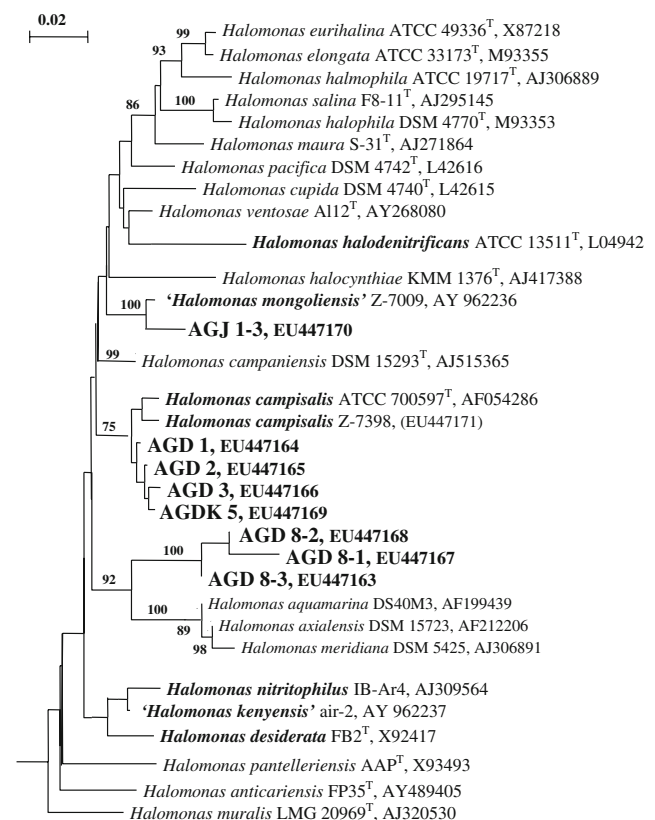 0.02
99
Halomonas eurihalina ATCC 49336T, X87218
93
Halomonas elongata ATCC 33173T, M93355
Halomonas halmophila ATCC 19717T, AJ306889
86
100
Halomonas salina F8-11T, AJ295145
Halomonas halophila DSM 4770T, M93353
Halomonas maura S-31T, AJ271864
Halomonas pacifica DSM 4742T, L42616
Halomonas cupida DSM 4740T, L42615
Halomonas ventosae Al12T, AY268080
Halomonas halodenitrificans ATCC 13511T, L04942
Halomonas halocynthiae KMM 1376T, AJ417388
100
‘Halomonas mongoliensis’ Z-7009, AY 962236
AGJ 1-3, EU447170
99
Halomonas campaniensis DSM 15293T, AJ515365
Halomonas campisalis ATCC 700597T, AF054286
75
Halomonas campisalis Z-7398, (EU447171)
AGD 1, EU447164
AGD 2, EU447165
AGD 3, EU447166
AGDK 5, EU447169
AGD 8-2, EU447168
100
AGD 8-1, EU447167
92
AGD 8-3, EU447163
100
Halomonas aquamarina DS40M3, AF199439
89
Halomonas axialensis DSM 15723, AF212206
98
Halomonas meridiana DSM 5425, AJ306891
Halomonas nitritophilus IB-Ar4, AJ309564
‘Halomonas kenyensis’ air-2, AY 962237
Halomonas desiderata FB2T, X92417
Halomonas pantelleriensis AAPT, X93493
Halomonas anticariensis FP35T, AY489405
Halomonas muralis LMG 20969T, AJ320530